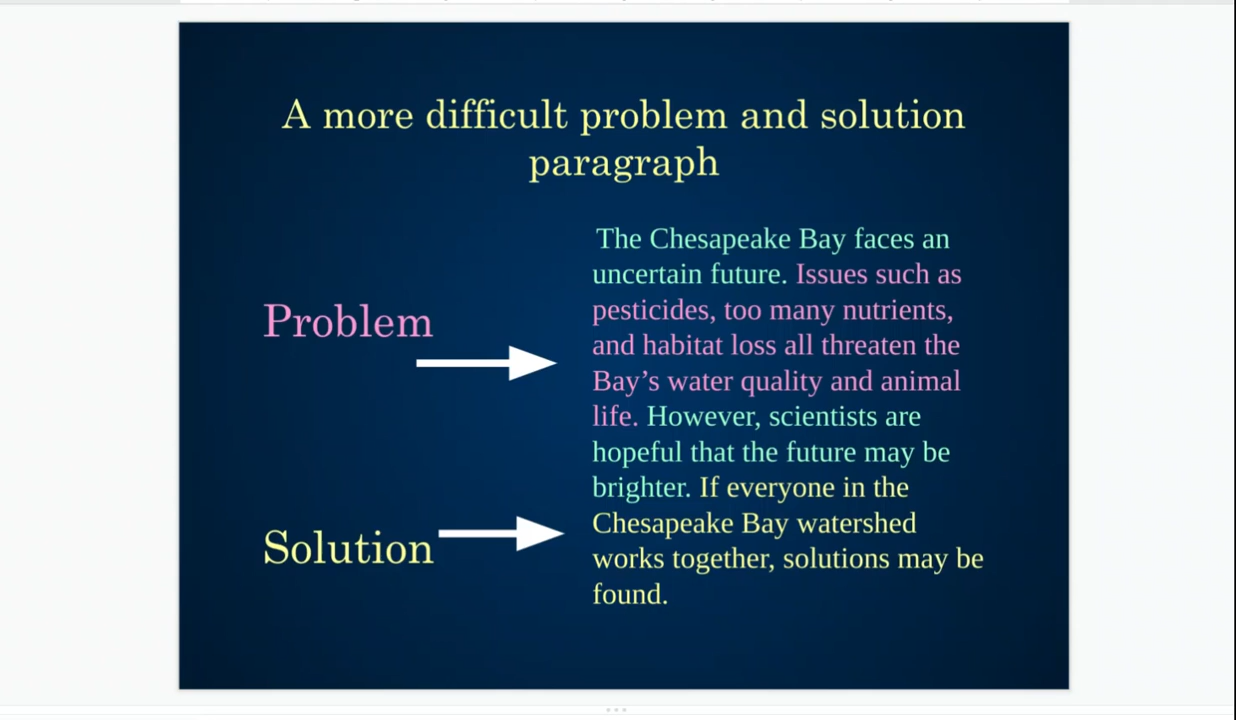 A more difficult problem and solution
paragraph
Problem
Solution
The Chesapeake Bay faces an
uncertain future. Issues such as
pesticides, too many nutrients,
and habitat loss all threaten the
Bay’s water quality and animal
life. However, scientists are
hopeful that the future may be
brighter. If everyone in the
Chesapeake Bay watershed
works together, solutions may be
found.